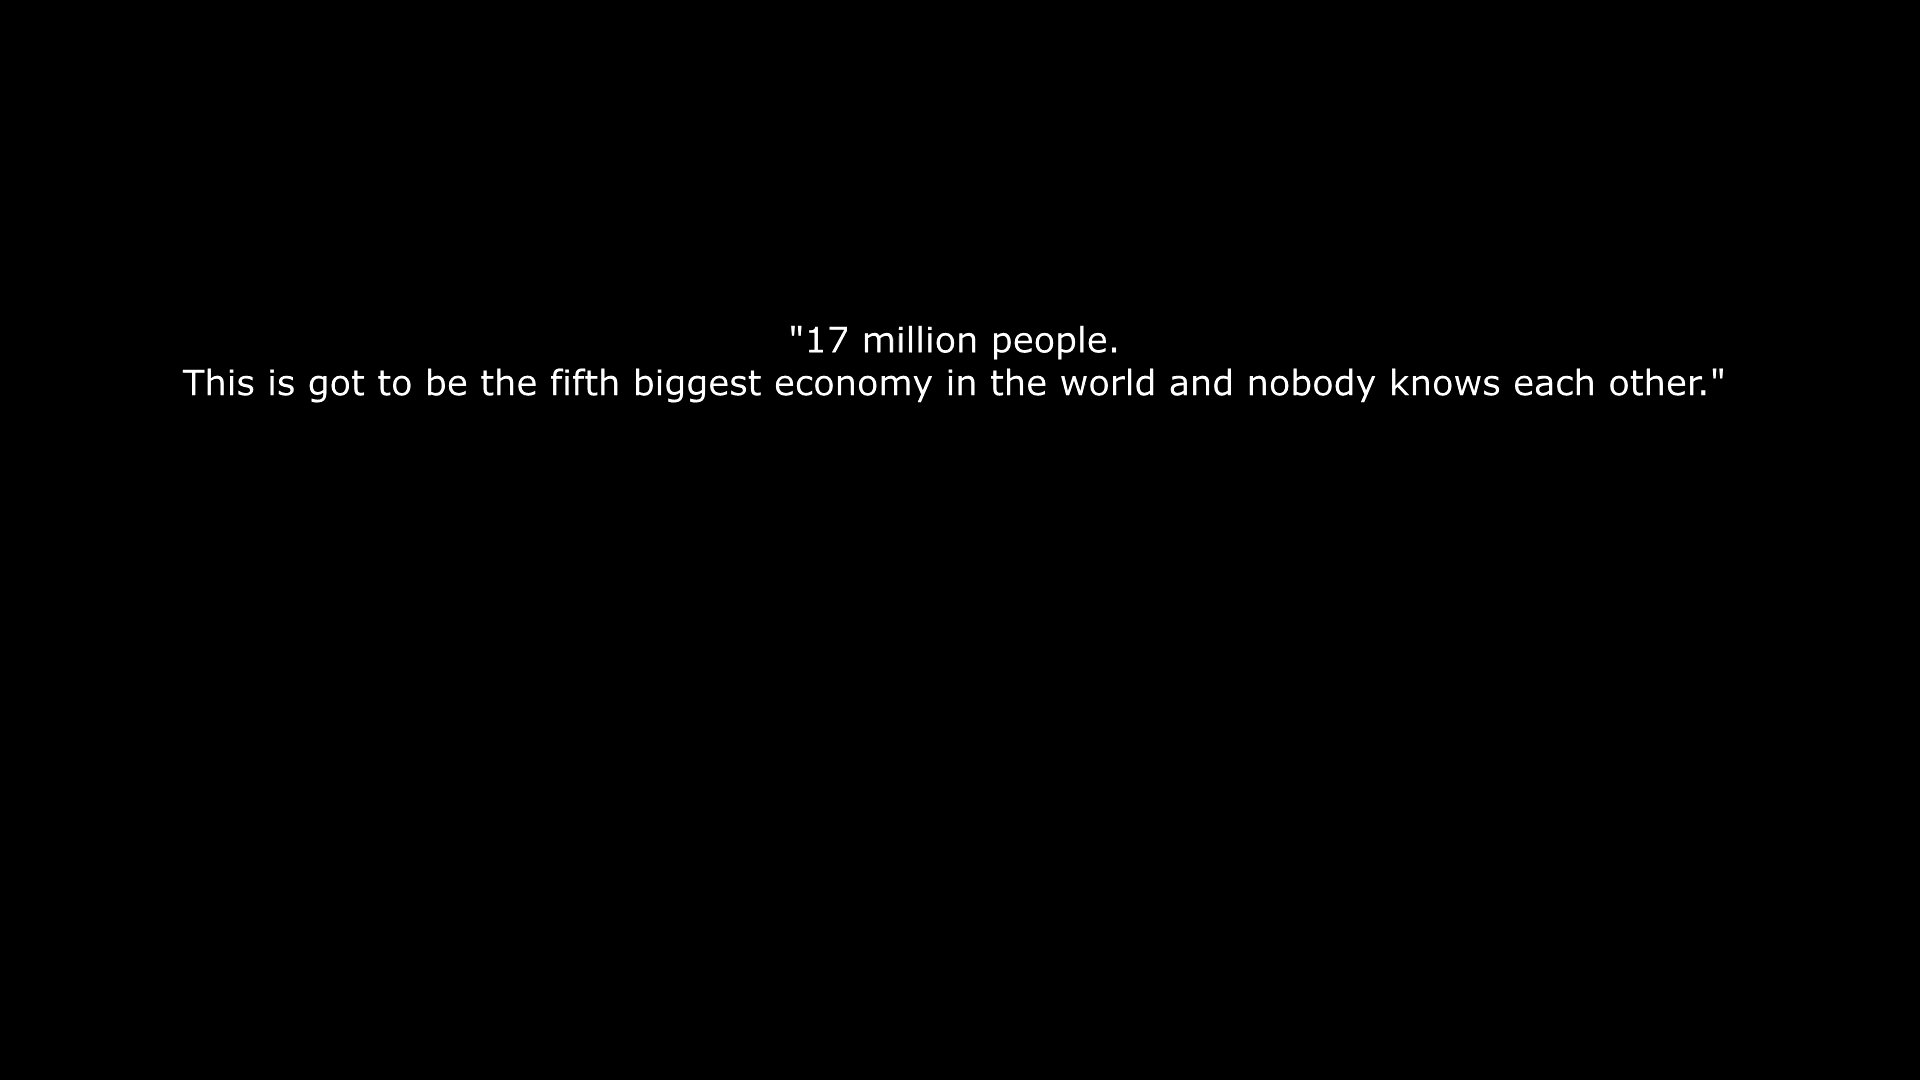 "17 million people.
This is got to be the fifth biggest economy in the world and nobody knows each other."